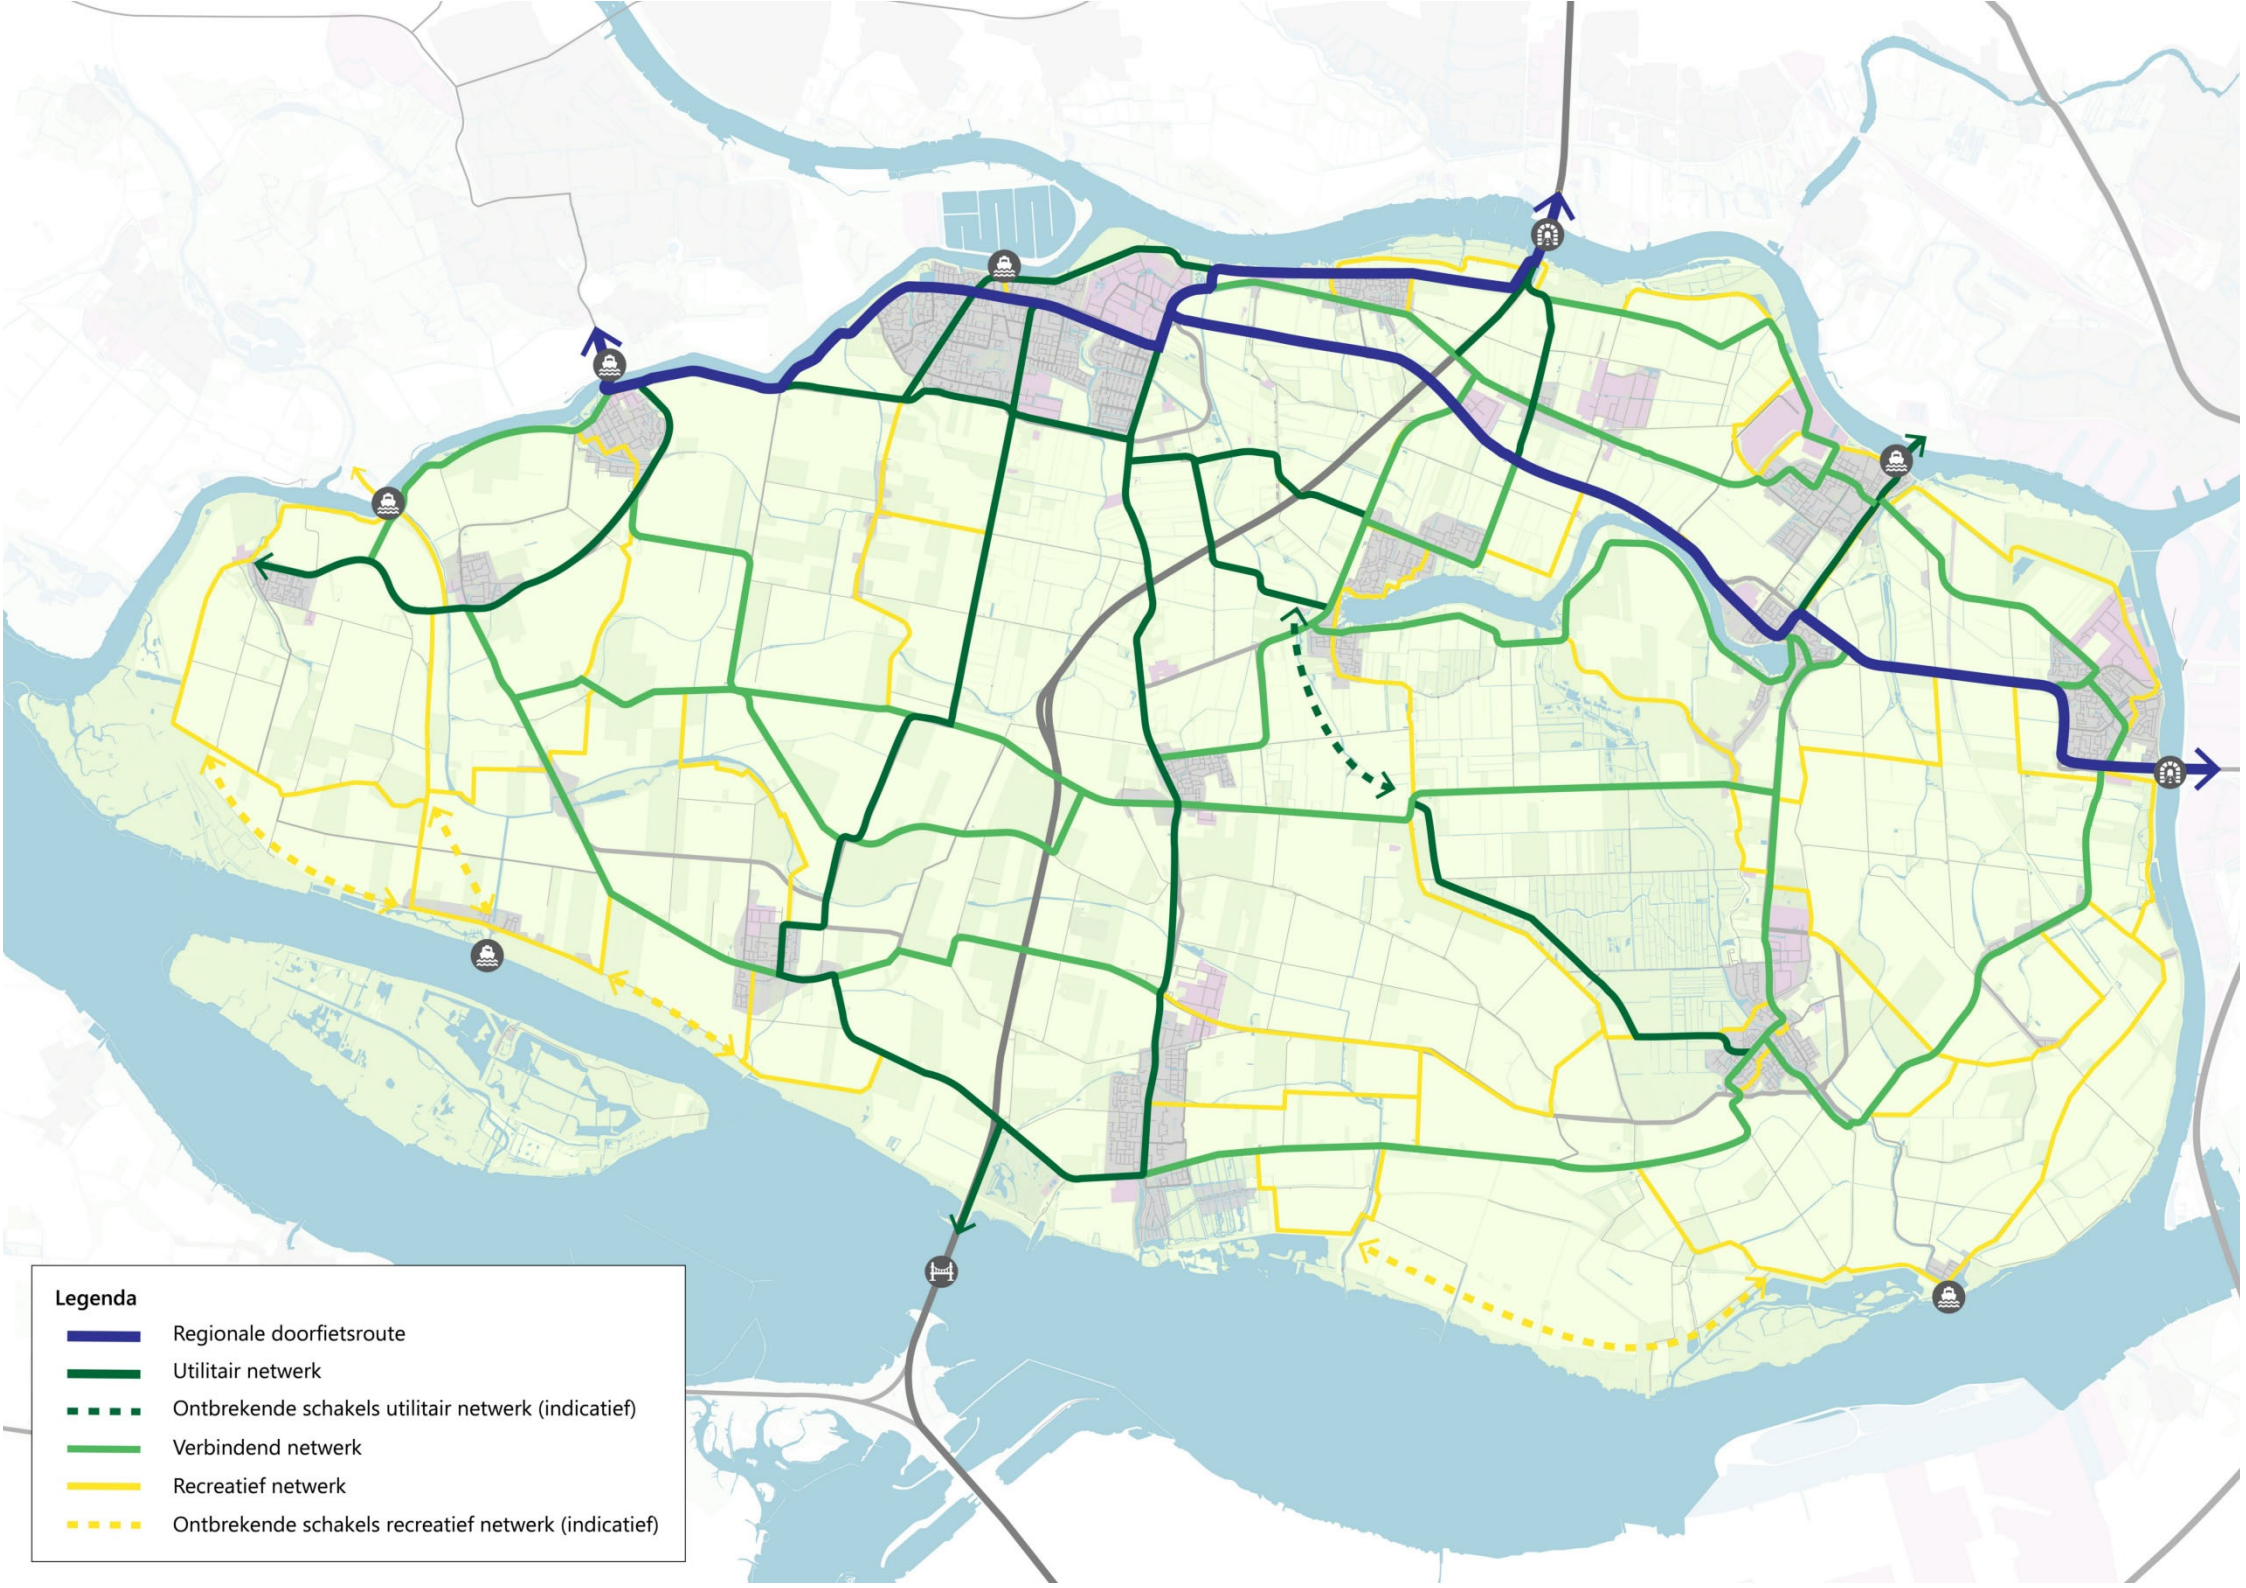 Legenda
Regionale doorfietsroute
Utilitair netwerk
Ontbrekende schakels utilitair netwerk (indicatief)
Verbindend netwerk
Recreatief netwerk
Ontbrekende schakels recreatief netwerk (indicatief)